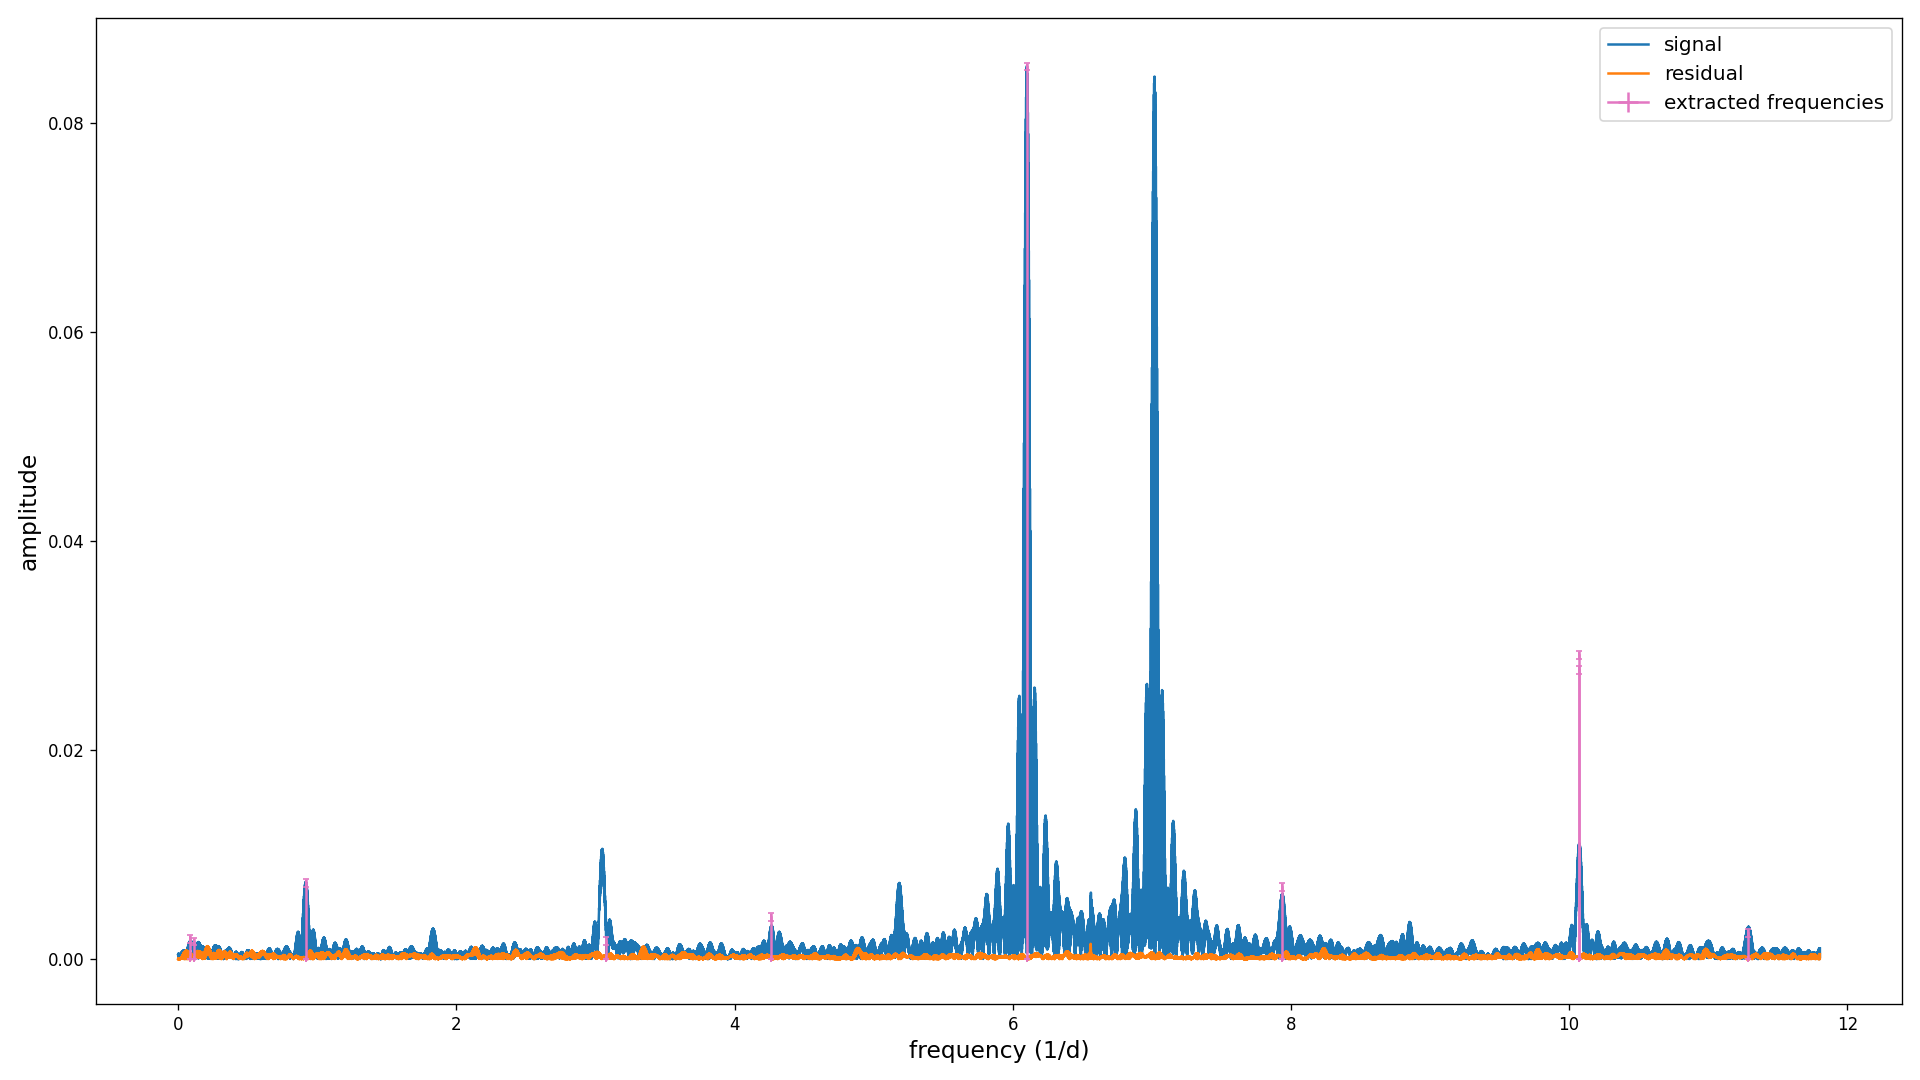 signal
residual
extracted frequencies
amplitude
0.08
0.06
0.04
0.02
0.00
0 2 4 6 8 10 12
frequency (1/d)